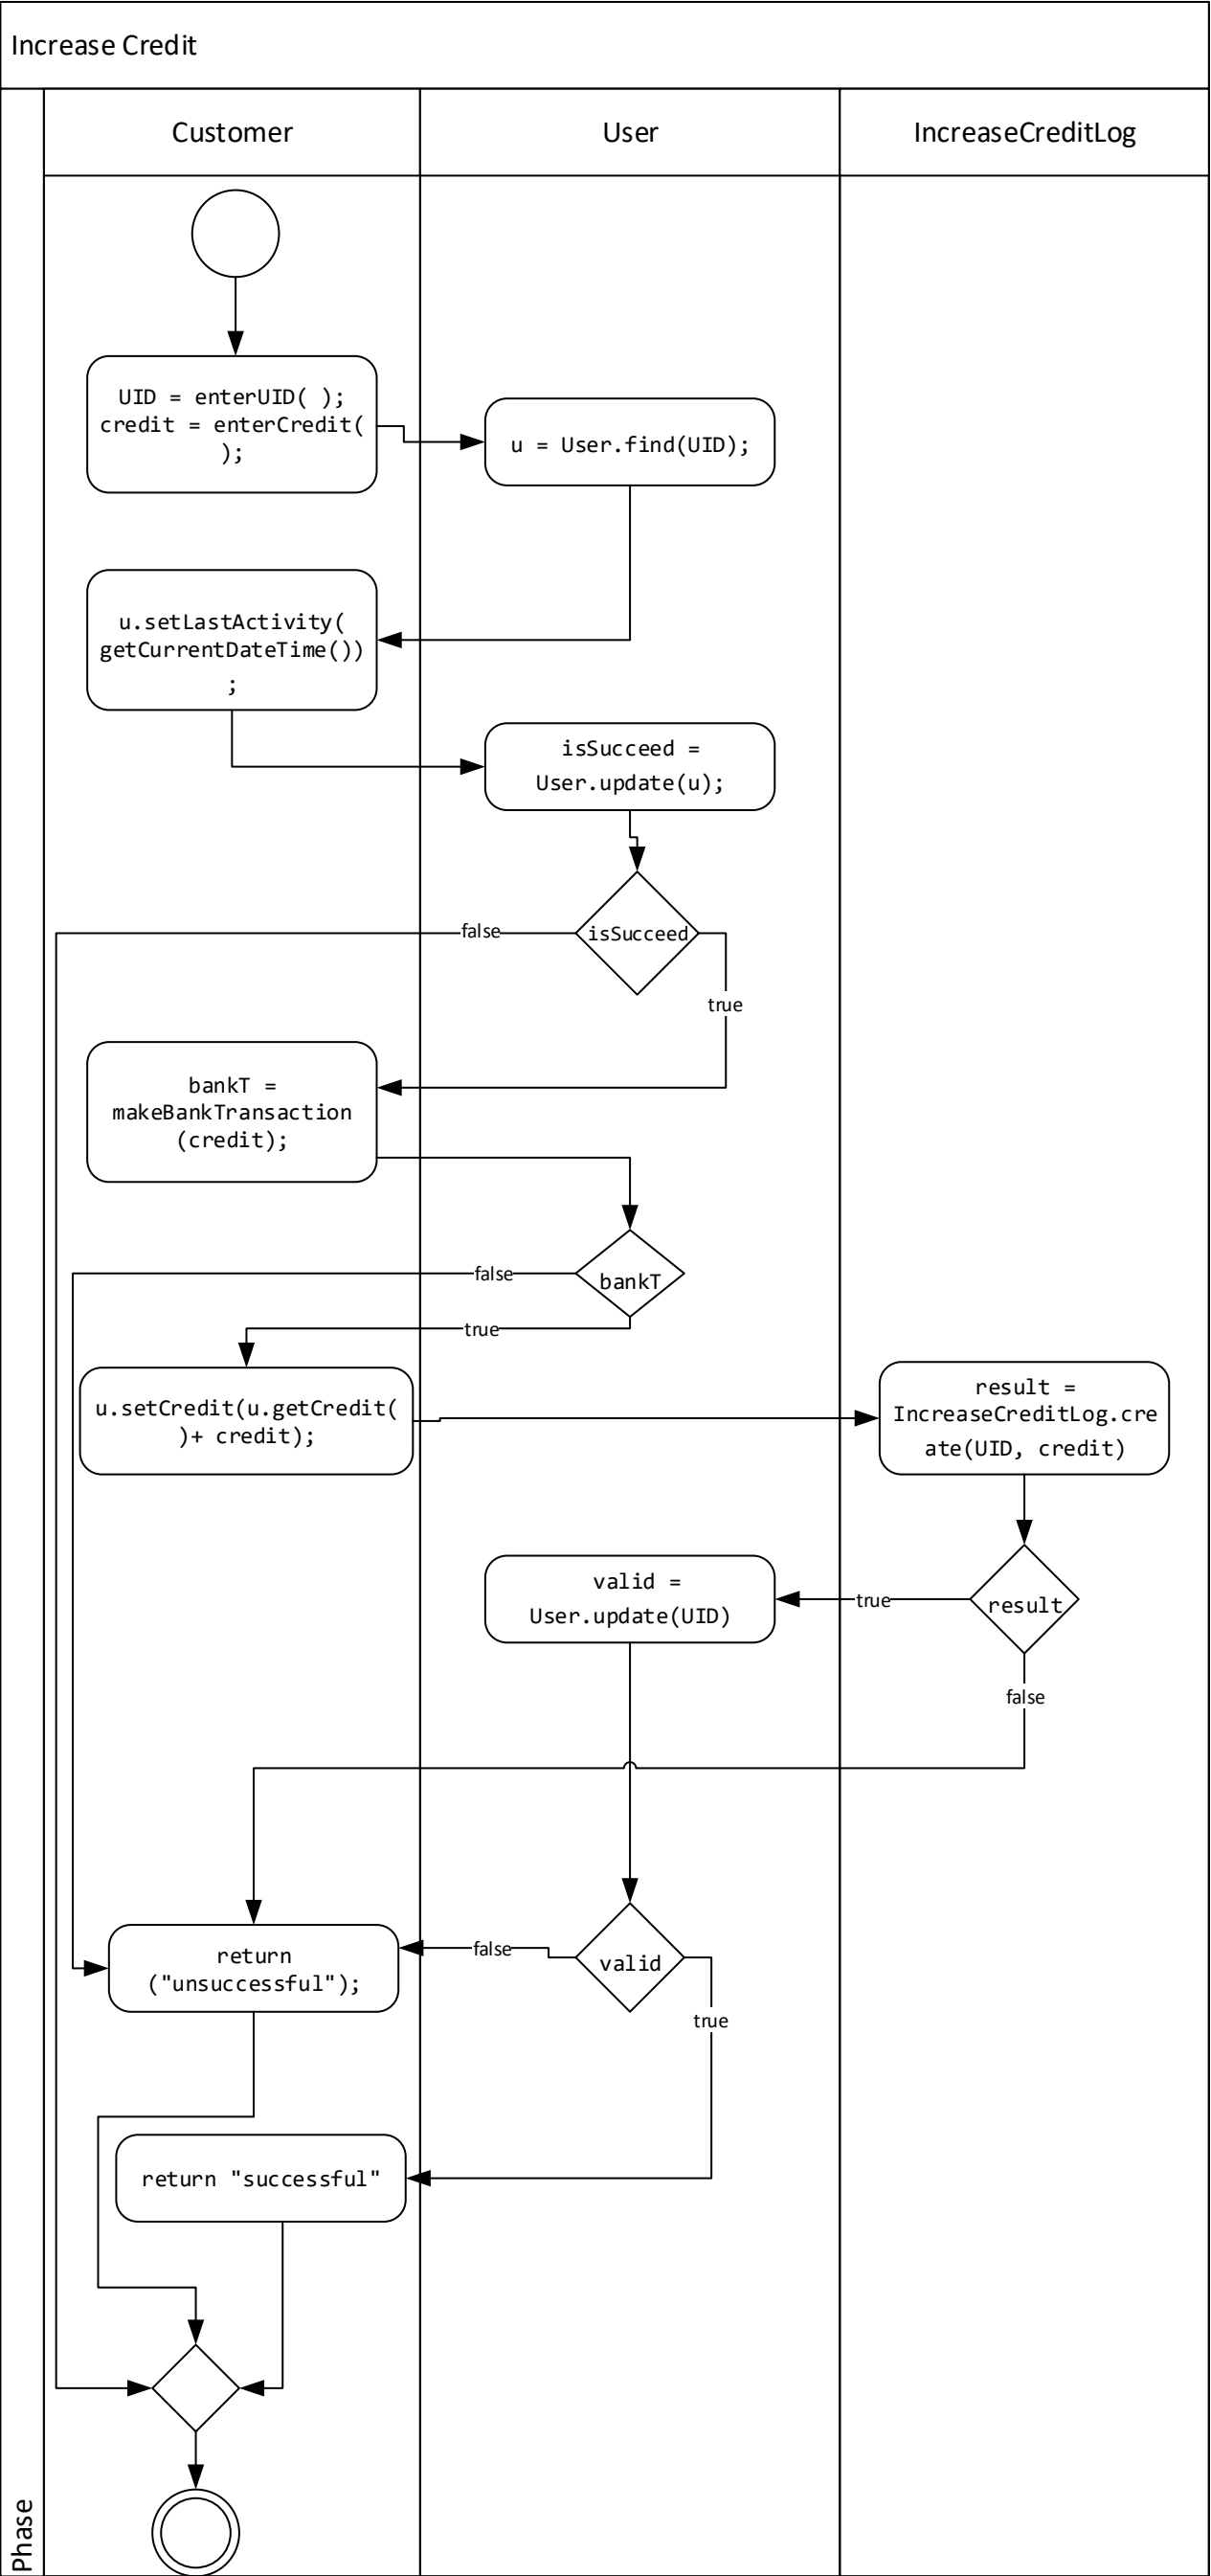 Increase Credit
Customer
User
IncreaseCreditLog
UID = enterUID( );
credit = enterCredit(
);
u = User.find(UID);
u.setLastActivity(
getCurrentDateTime())
;
isSucceed =
User.update(u);
isSucceed
false
true
bankT =
makeBankTransaction
(credit);
bankT
false
true
u.setCredit(u.getCredit(
)+ credit);
result =
IncreaseCreditLog.cre
ate(UID, credit)
result
true
false
valid =
User.update(UID)
valid
false
true
return
("unsuccessful");
return "successful"
Phase